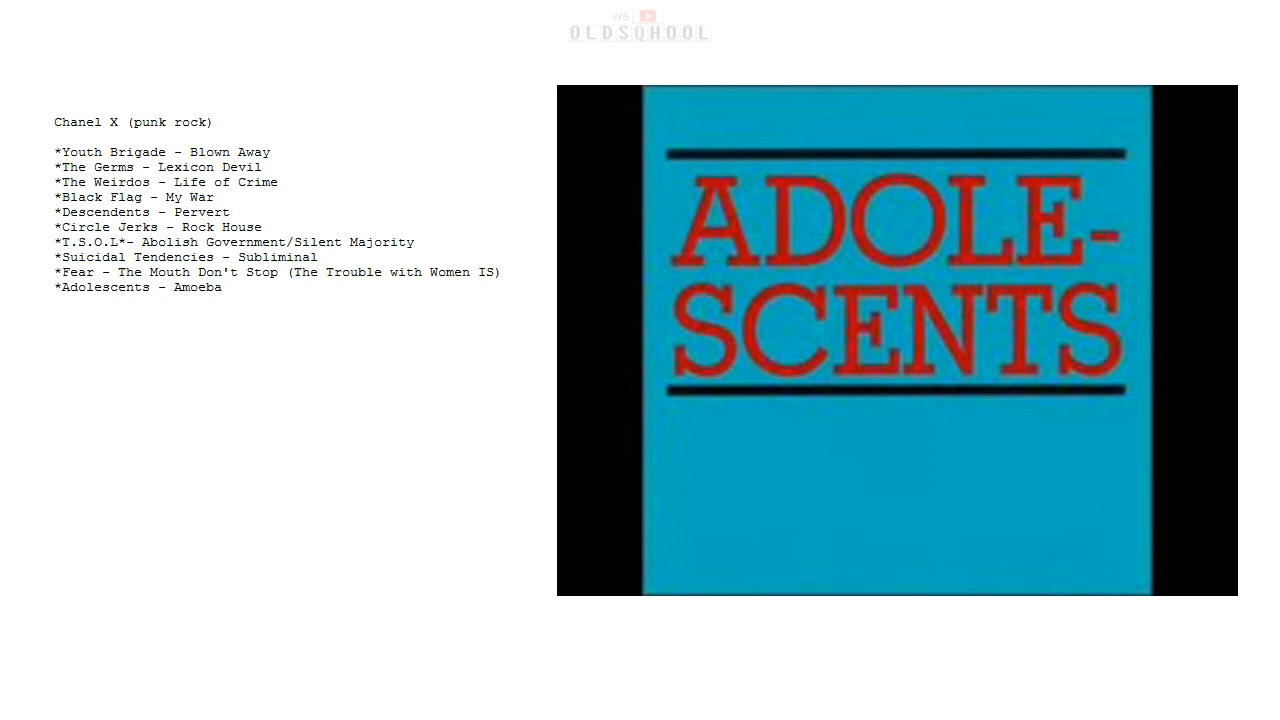 we
OLDSQHOOL
Chanel X (punk rock)
*Youth Brigade - Blown Away
*The Germs - Lexicon Devil
*The Weirdos - Life of Crime
*Black Flag - My War
*Descendents - Pervert
*Circle Jerks - Rock House
*T.S.O.L*- Abolish Government/Silent Majority
*Suicidal Tendencies - Subliminal
*Fear - The Mouth Don't Stop (The Trouble with Women IS)
*Adolescents - Amoeba
ADOLE-
SCENTS